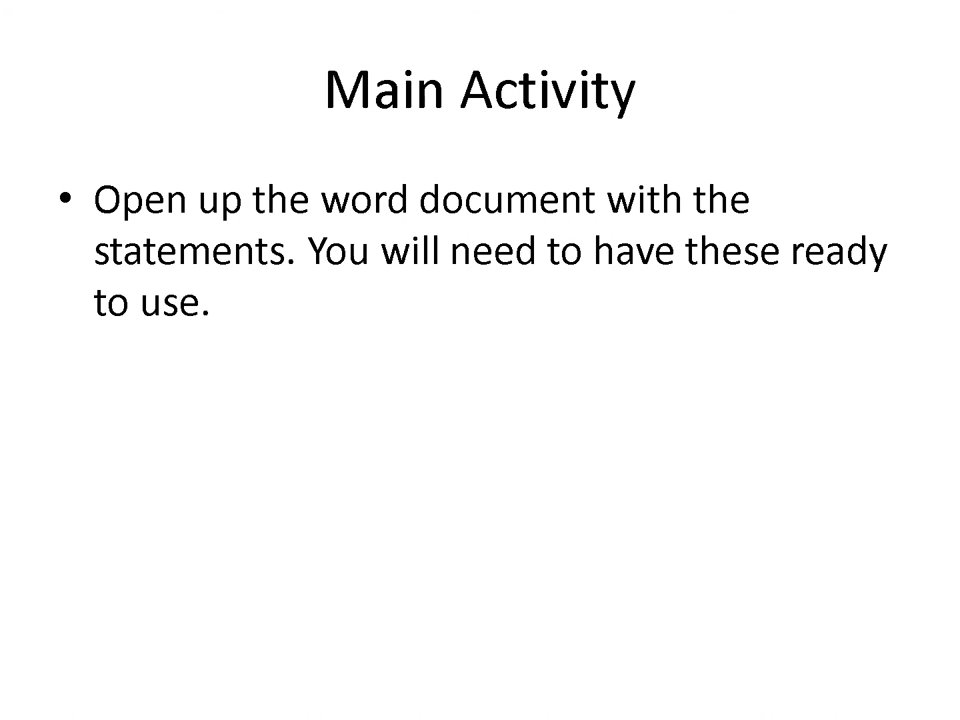 Main Activity
• Open up the word document with the
statements. You will need to have these ready
to use.